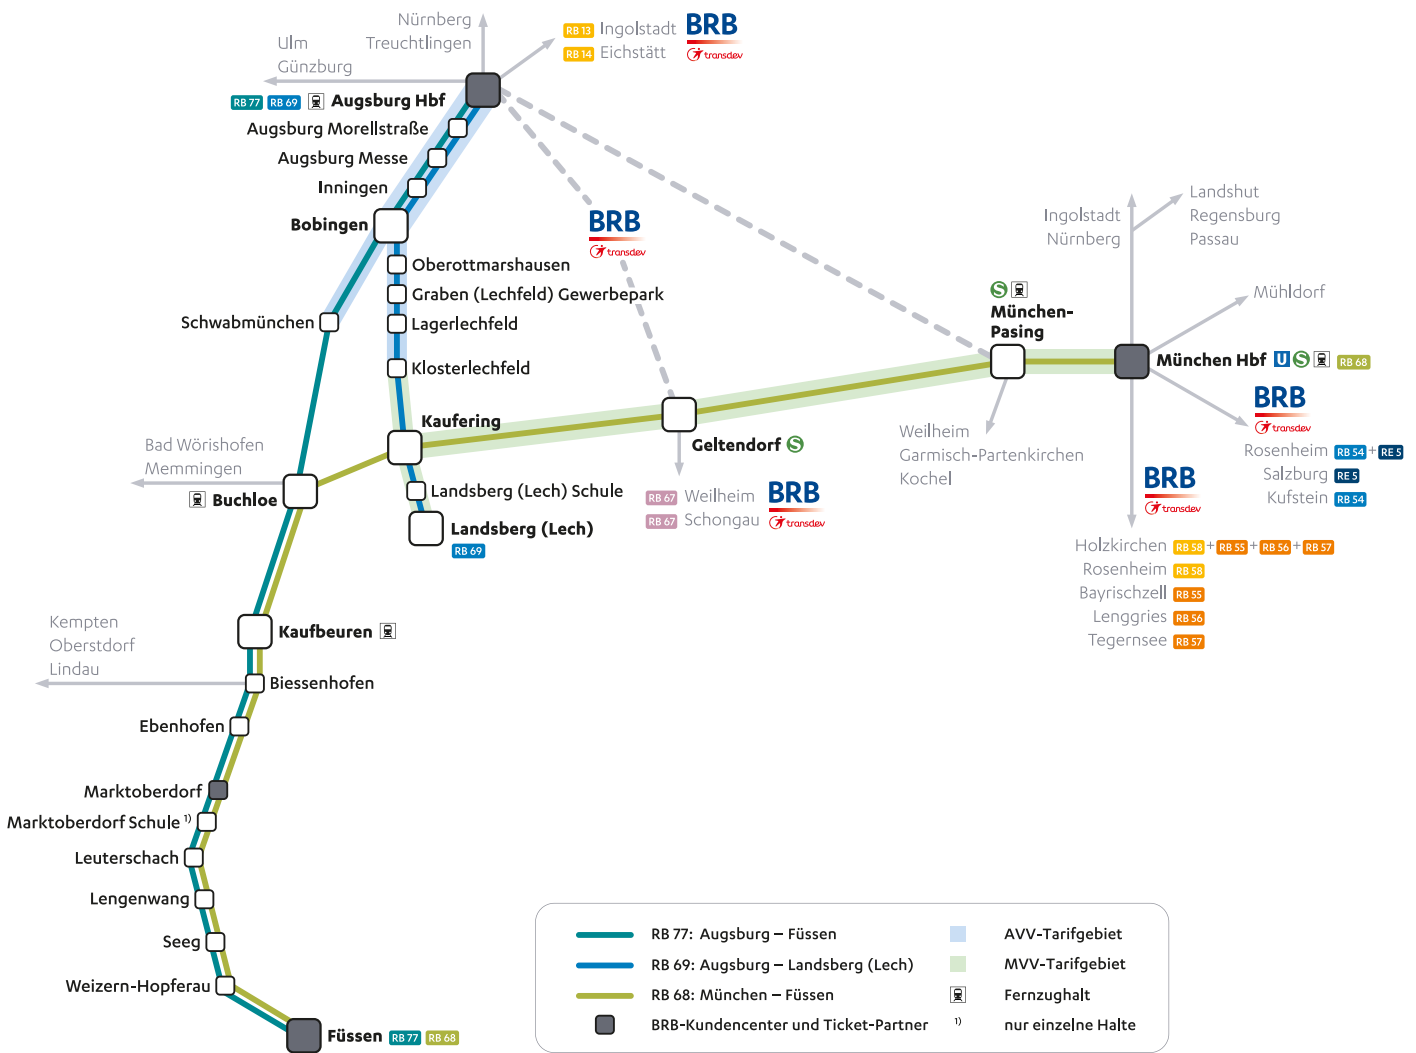 Nürnberg
Treuchtlingen
RB 13 Ingolstadt BRB
RB 14 Eichstätt transdev
Ulm
Günzburg
RB 77 RB 69 Augsburg Hbf
Augsburg Morellstraße
Augsburg Messe
Inningen
Bobingen
BRB
transdev
Oberottmarshausen
Graben (Lechfeld) Gewerbepark
Lagerlechfeld
Schwabmünchen
Klosterlechfeld
Landshut
Regensburg
Passau
Ingolstadt
Nürnberg
Mühldorf
S
München-
Pasing
München Hbf U S RB 68
Kaufering
Geltendorf S
Bad Wörishofen
Memmingen
Buchloe
Landsberg (Lech) Schule
Landsberg (Lech)
RB 69
RB 67 Weilheim BRB
RB 67 Schongau transdev
Weilheim
Garmisch-Partenkirchen
Kochel
BRB
transdev
Rosenheim RB 54 + RE 5
Salzburg RE 5
Kufstein RB 54
BRB
transdev
Holzkirchen RB 58 + RB 55 + RB 56 + RB 57
Rosenheim RB 58
Bayrischzell RB 55
Lenggries RB 56
Tegernsee RB 57
Kempten
Oberstdorf
Lindau
Kaufbeuren
Biessenhofen
Ebenhofen
Marktoberdorf
Marktoberdorf Schule 1)
Leuterschach
Lengenwang
Seeg
Weizern-Hopferau
Füssen RB 77 RB 68
RB 77: Augsburg – Füssen
RB 69: Augsburg – Landsberg (Lech)
RB 68: München – Füssen
BRB-Kundencenter und Ticket-Partner
AVV-Tarifgebiet
MVV-Tarifgebiet
Fernzughalt
1) nur einzelne Halte